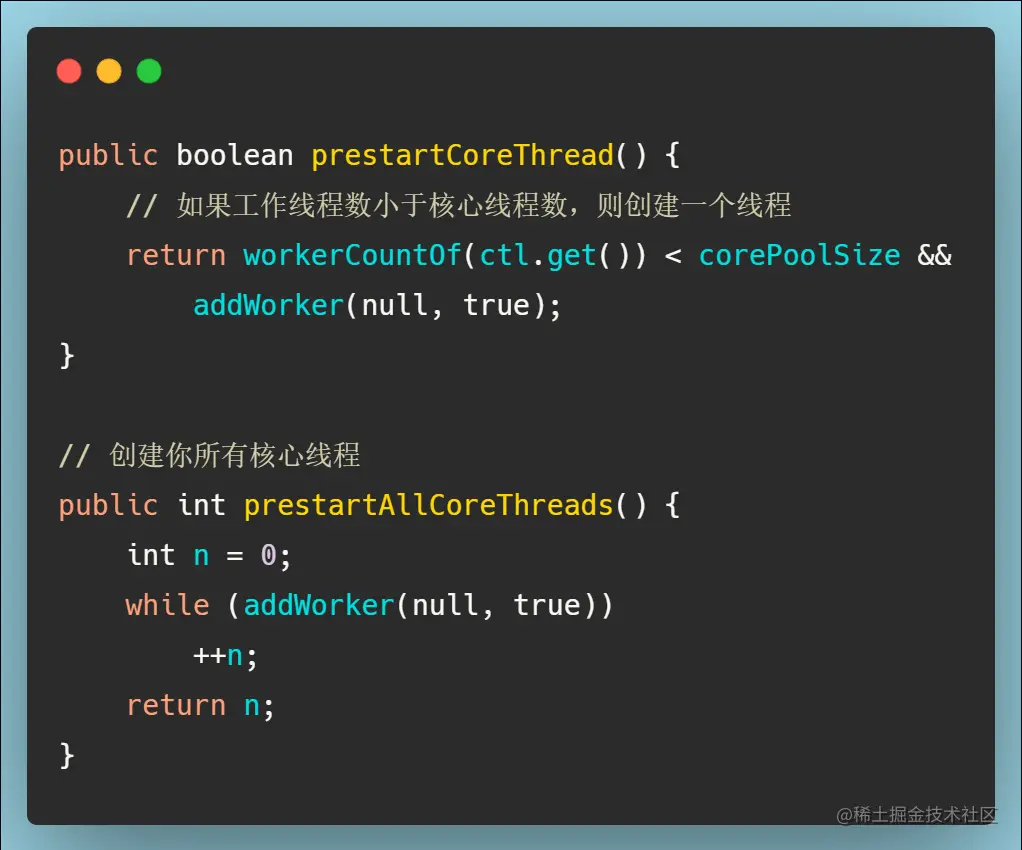 public boolean prestartCoreThread() {
    // 如果工作线程数小于核心线程数，则创建一个线程
    return workerCountOf(ctl.get()) < corePoolSize &&
        addWorker(null, true);
}

// 创建你所有核心线程
public int prestartAllCoreThreads() {
    int n = 0;
    while (addWorker(null, true))
        ++n;
    return n;
}
@稀土掘金技术社区